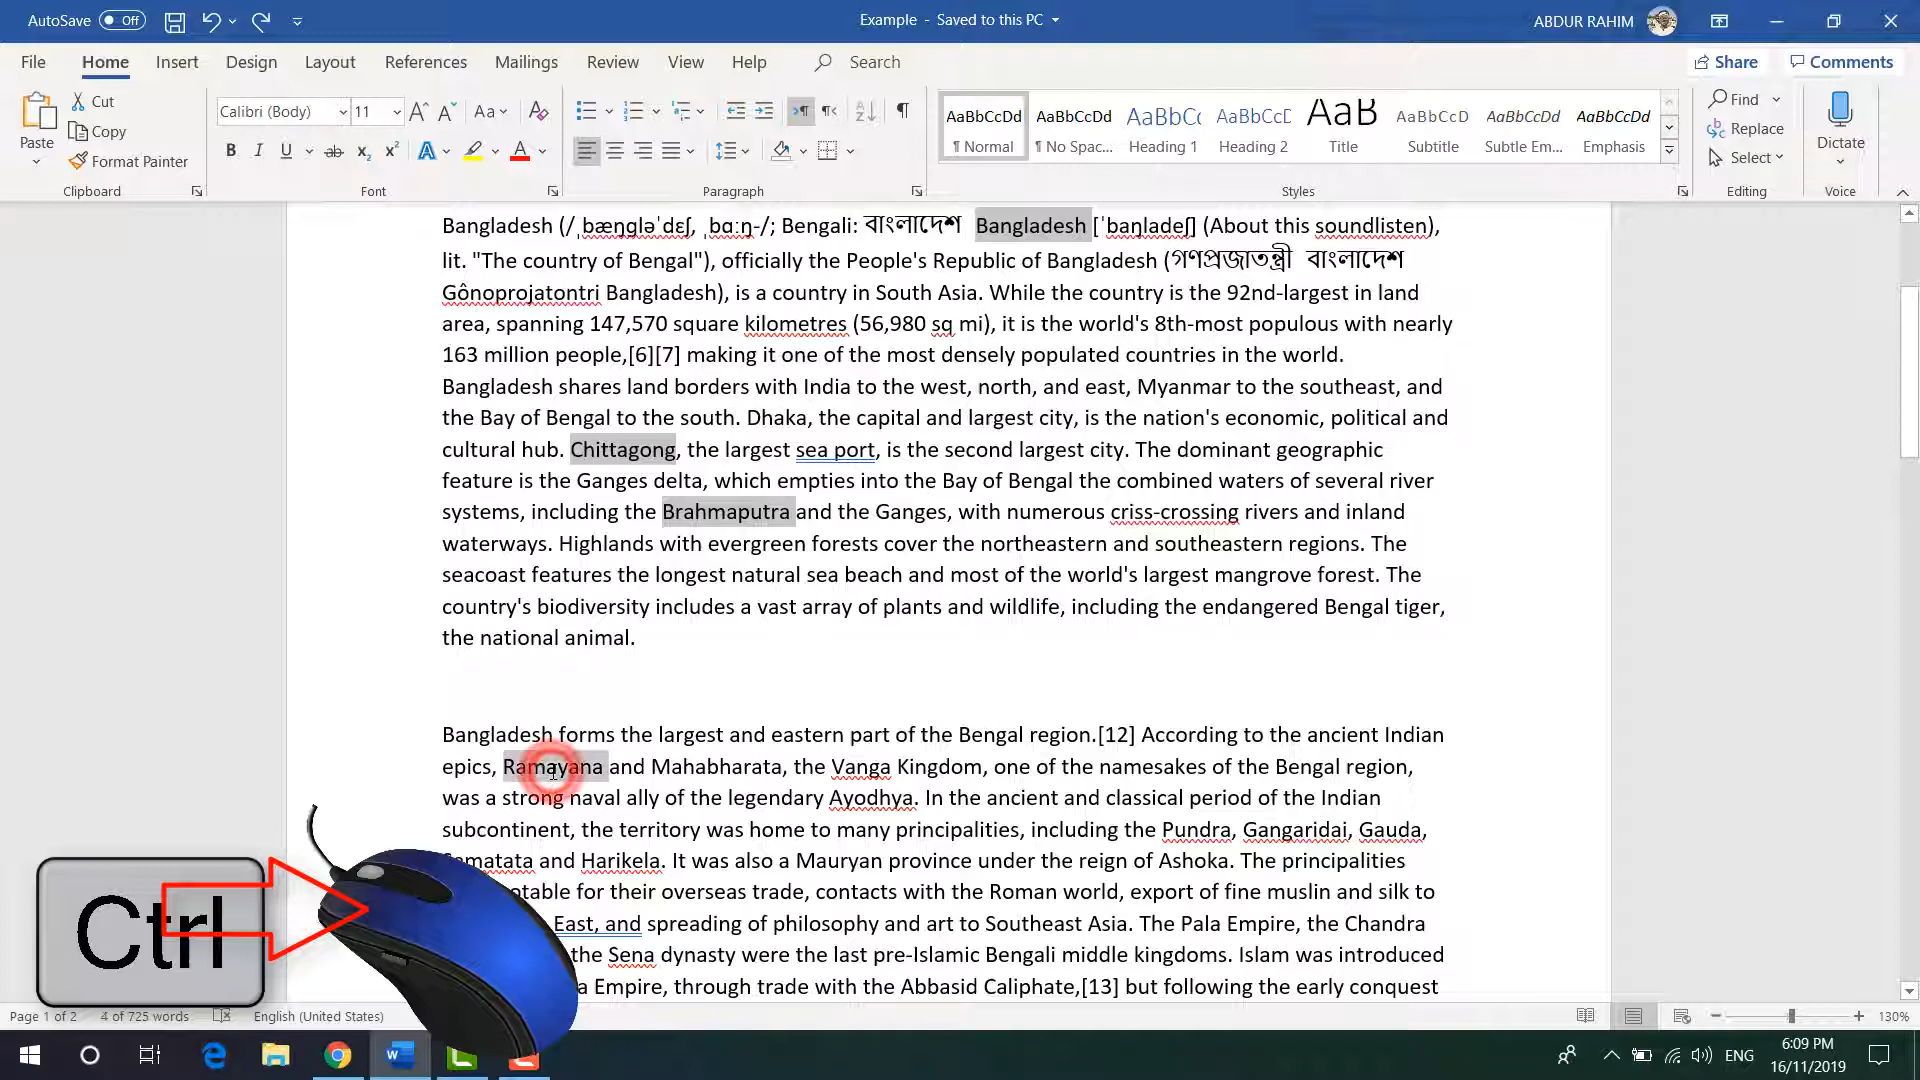 AutoSave Off
Example - Saved to this PC
ABDUR RAHIM
File Home Insert Design Layout References Mailings Review View Help Search
Share Comments
Paste
Cut
Copy
Format Painter
Clipboard
Calibri (Body) 11
Font
Paragraph
AaBbCcDd AaBbCcDd AaBbCc AaBbCcD AaB AaBbCcD AaBbCcDd AaBbCcDd
¶ Normal ¶ No Spac... Heading 1 Heading 2 Title Subtitle Subtle Em... Emphasis
Styles
Find
Replace
Select
Editing
Dictate
Voice
Bangladesh (/ˌbæŋɡləˈdɛʃ, ˌbɑːŋ-/; Bengali: বাংলাদেশ Bangladesh [ˈbaŋladeʃ] (About this soundlisten),
lit. "The country of Bengal"), officially the People's Republic of Bangladesh (গণপ্রজাতন্ত্রী বাংলাদেশ
Gônoprojatontri Bangladesh), is a country in South Asia. While the country is the 92nd-largest in land
area, spanning 147,570 square kilometres (56,980 sq mi), it is the world's 8th-most populous with nearly
163 million people,[6][7] making it one of the most densely populated countries in the world.
Bangladesh shares land borders with India to the west, north, and east, Myanmar to the southeast, and
the Bay of Bengal to the south. Dhaka, the capital and largest city, is the nation's economic, political and
cultural hub. Chittagong, the largest sea port, is the second largest city. The dominant geographic
feature is the Ganges delta, which empties into the Bay of Bengal the combined waters of several river
systems, including the Brahmaputra and the Ganges, with numerous criss-crossing rivers and inland
waterways. Highlands with evergreen forests cover the northeastern and southeastern regions. The
seacoast features the longest natural sea beach and most of the world's largest mangrove forest. The
country's biodiversity includes a vast array of plants and wildlife, including the endangered Bengal tiger,
the national animal.
Bangladesh forms the largest and eastern part of the Bengal region.[12] According to the ancient Indian
epics, Ramayana and Mahabharata, the Vanga Kingdom, one of the namesakes of the Bengal region,
was a strong naval ally of the legendary Ayodhya. In the ancient and classical period of the Indian
subcontinent, the territory was home to many principalities, including the Pundra, Gangaridai, Gauda,
Samatata and Harikela. It was also a Mauryan province under the reign of Ashoka. The principalities
notable for their overseas trade, contacts with the Roman world, export of fine muslin and silk to
East, and spreading of philosophy and art to Southeast Asia. The Pala Empire, the Chandra
the Sena dynasty were the last pre-Islamic Bengali middle kingdoms. Islam was introduced
Empire, through trade with the Abbasid Caliphate,[13] but following the early conquest
Ctrl
Page 1 of 2 4 of 725 words English (United States)
130%
ENG
6:09 PM
16/11/2019